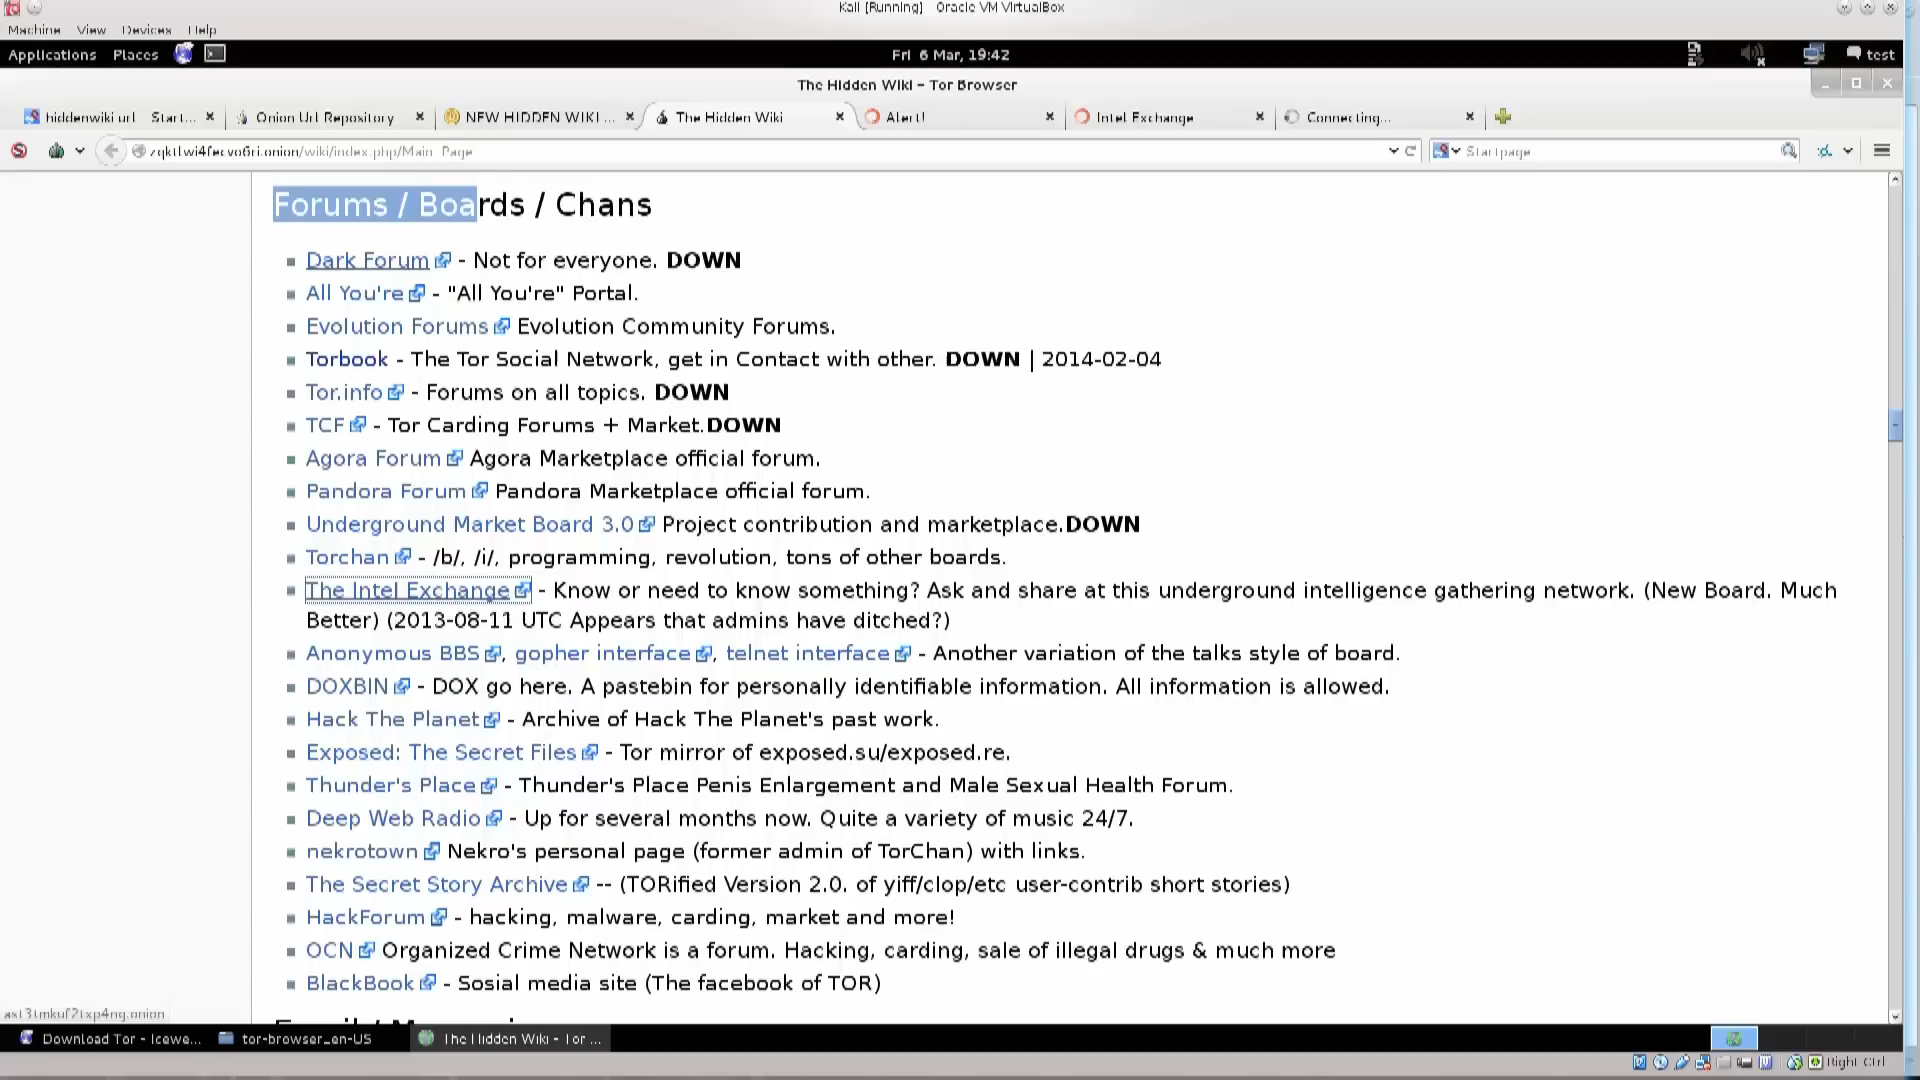 Kali [Running] - Oracle VM VirtualBox
Machine View Devices Help
Applications Places Fri 6 Mar, 19:42 test
The Hidden Wiki - Tor Browser
hiddenwiki url Start... Onion Url Repository NEW HIDDEN WIKI ... The Hidden Wiki Alert! Intel Exchange Connecting...
zqktlwi4fecvo6ri.onion/wiki/index.php/Main_Page Startpage
Forums / Boards / Chans
Dark Forum - Not for everyone. DOWN
All You're - "All You're" Portal.
Evolution Forums Evolution Community Forums.
Torbook - The Tor Social Network, get in Contact with other. DOWN | 2014-02-04
Tor.info - Forums on all topics. DOWN
TCF - Tor Carding Forums + Market.DOWN
Agora Forum Agora Marketplace official forum.
Pandora Forum Pandora Marketplace official forum.
Underground Market Board 3.0 Project contribution and marketplace.DOWN
Torchan - /b/, /i/, programming, revolution, tons of other boards.
The Intel Exchange - Know or need to know something? Ask and share at this underground intelligence gathering network. (New Board. Much
Better) (2013-08-11 UTC Appears that admins have ditched?)
Anonymous BBS, gopher interface, telnet interface - Another variation of the talks style of board.
DOXBIN - DOX go here. A pastebin for personally identifiable information. All information is allowed.
Hack The Planet - Archive of Hack The Planet's past work.
Exposed: The Secret Files - Tor mirror of exposed.su/exposed.re.
Thunder's Place - Thunder's Place Penis Enlargement and Male Sexual Health Forum.
Deep Web Radio - Up for several months now. Quite a variety of music 24/7.
nekrotown Nekro's personal page (former admin of TorChan) with links.
The Secret Story Archive -- (TORified Version 2.0. of yiff/clop/etc user-contrib short stories)
HackForum - hacking, malware, carding, market and more!
OCN Organized Crime Network is a forum. Hacking, carding, sale of illegal drugs & much more
BlackBook - Sosial media site (The facebook of TOR)
Download Tor - Icewe... tor-browser_en-US The Hidden Wiki - Tor ...
Right Ctrl